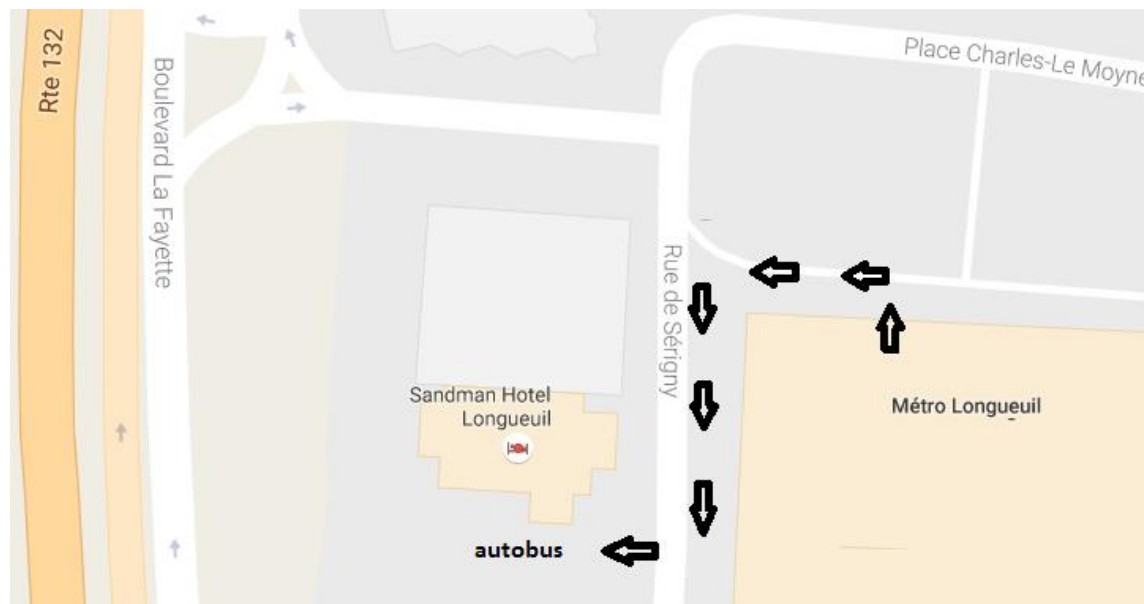 Rte 132
Boulevard La Fayette
Place Charles-Le Moyne
Rue de Sérigny
Sandman Hotel
Longueuil
Métro Longueuil
autobus